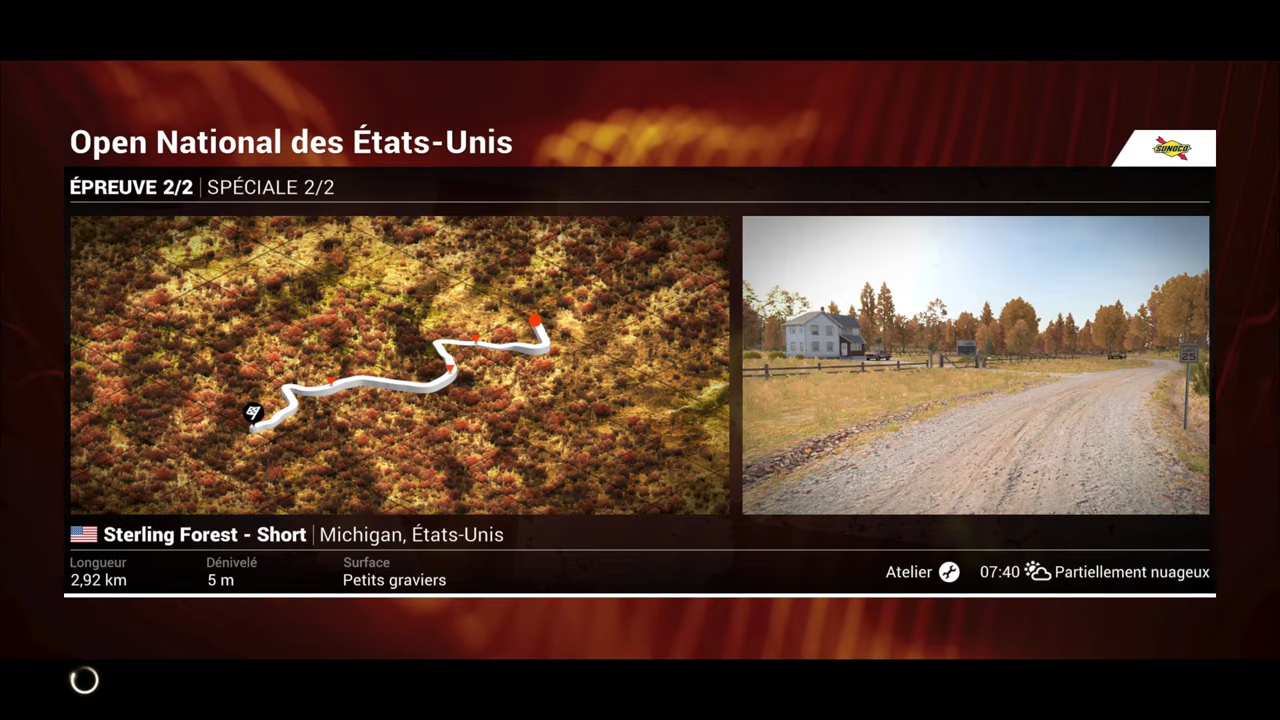 Open National des États-Unis
SUNOCO
ÉPREUVE 2/2 | SPÉCIALE 2/2
25
Sterling Forest - Short | Michigan, États-Unis
Longueur Dénivelé Surface
2,92 km 5 m Petits graviers
Atelier 07:40 Partiellement nuageux